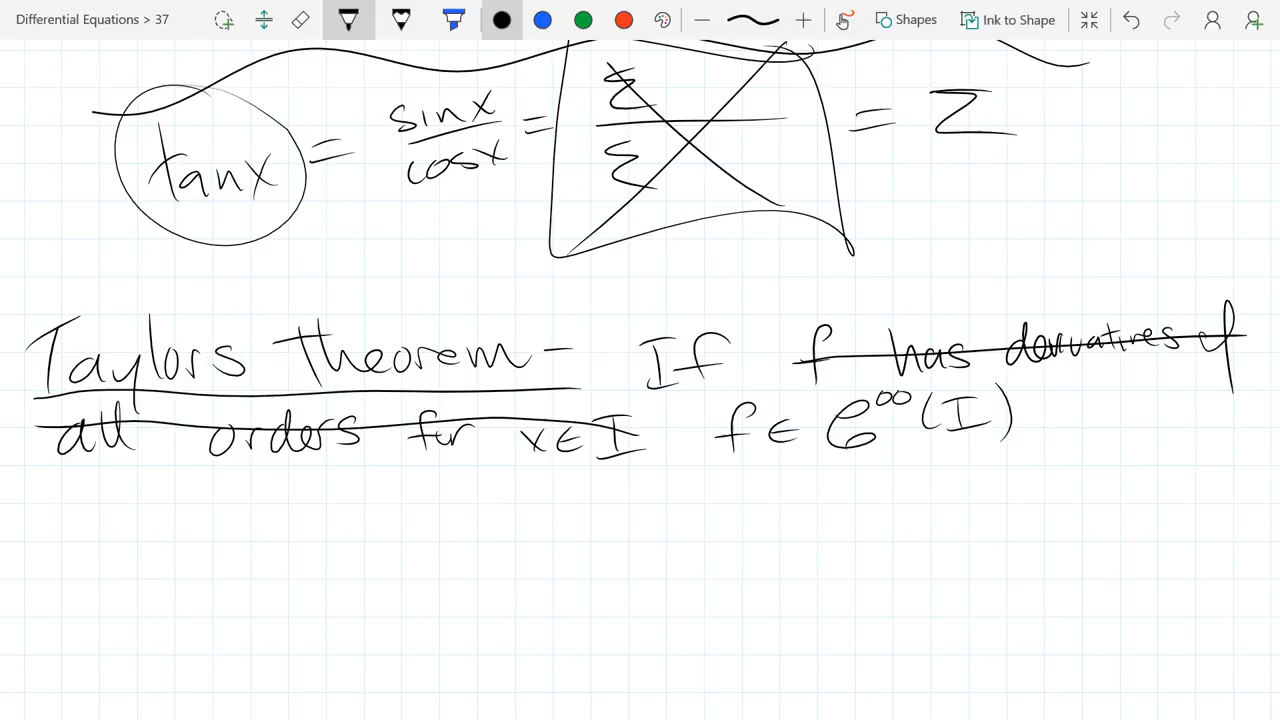 Differential Equations > 37
Shapes
Ink to Shape
tanx = sinx/cosx = Σ/Σ = Σ
Taylors theorem - If f has derivatives of
all orders for x∈I f∈C^∞(I)